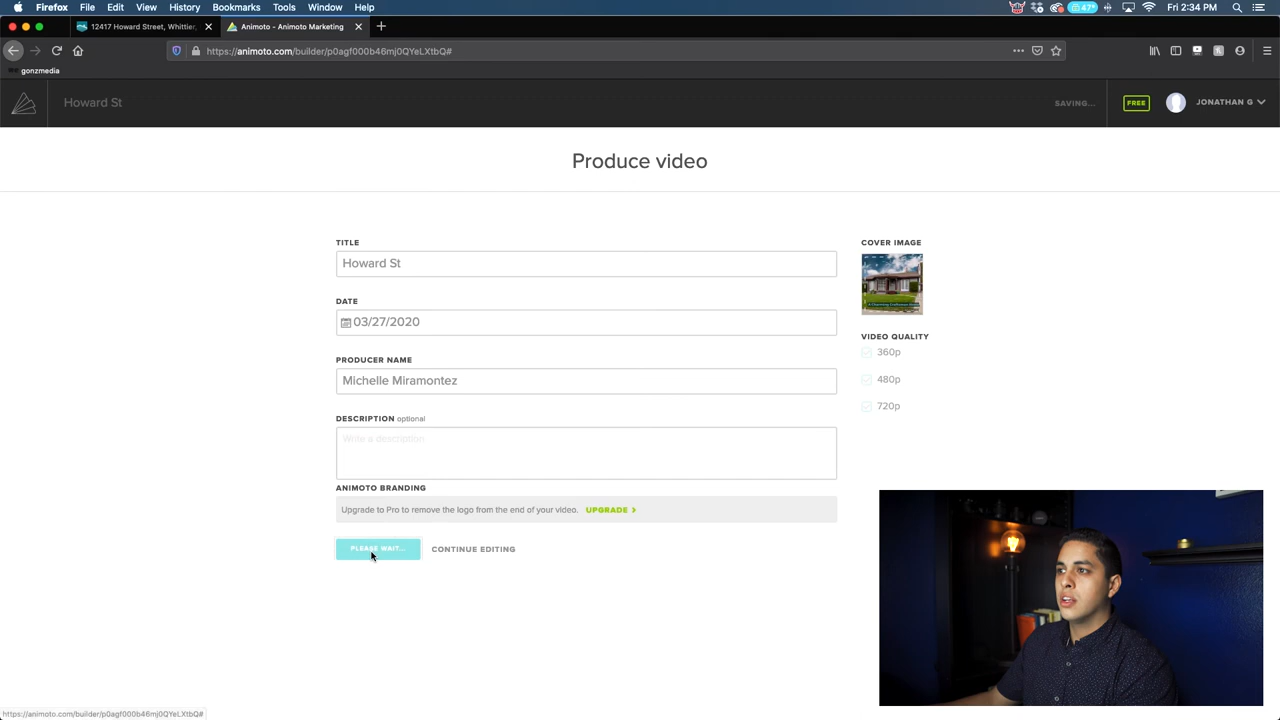 Firefox File Edit View History Bookmarks Tools Window Help 47° Fri 2:34 PM
12417 Howard Street, Whittier, Animoto - Animoto Marketing
https://animoto.com/builder/p0agf000b46mj0QYeLXtbQ#
gonzmedia
Howard St SAVING... FREE JONATHAN G
Produce video
TITLE
Howard St
DATE
03/27/2020
PRODUCER NAME
Michelle Miramontez
DESCRIPTION optional
Write a description
ANIMOTO BRANDING
Upgrade to Pro to remove the logo from the end of your video. UPGRADE >
PLEASE WAIT... CONTINUE EDITING
COVER IMAGE
A Charming Craftsman
VIDEO QUALITY
360p
480p
720p
https://animoto.com/builder/p0agf000b46mj0QYeLXtbQ#